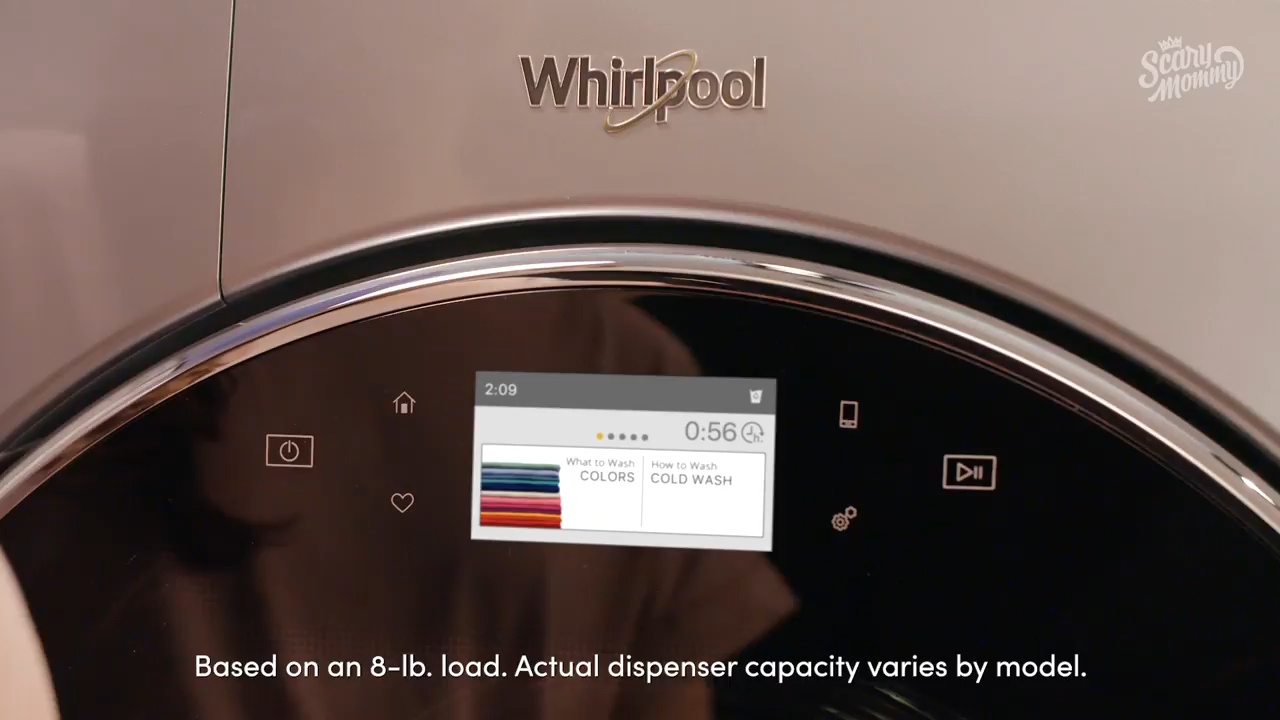 Whirlpool
Scary
Mommy
2:09
0:56
h.
What to Wash
COLORS
How to Wash
COLD WASH
Based on an 8-lb. load. Actual dispenser capacity varies by model.